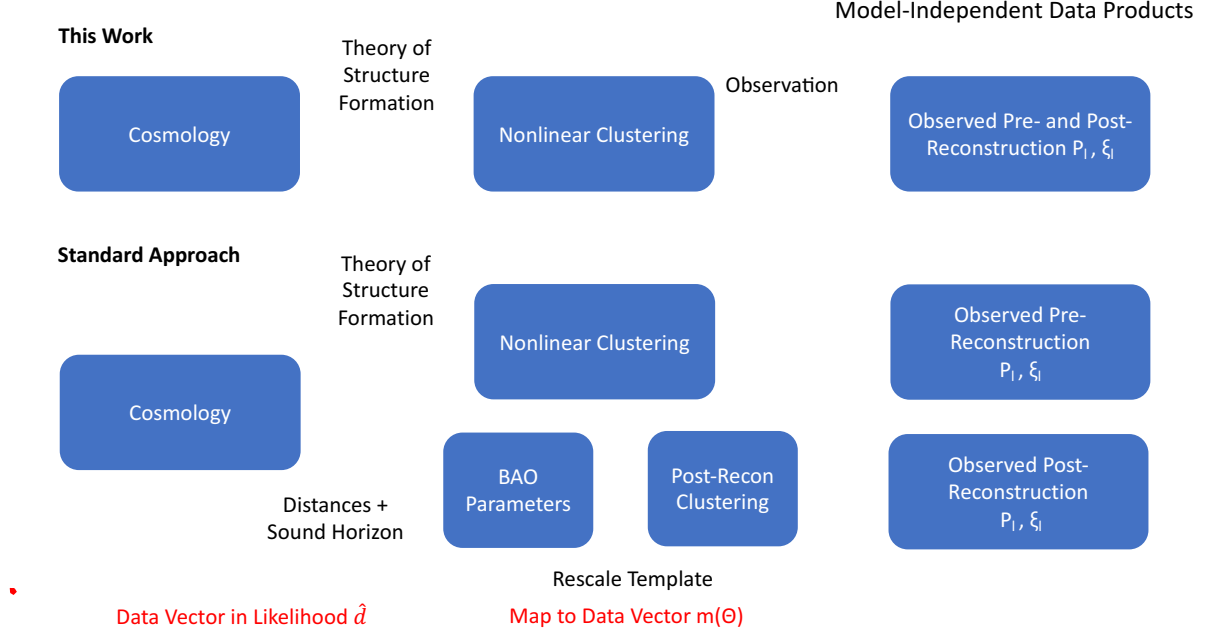 Model-Independent Data Products
This Work
Theory of
Structure
Formation
Observation
Cosmology
Nonlinear Clustering
Observed Pre- and Post-
Reconstruction Pₗ, ξₗ
Standard Approach
Theory of
Structure
Formation
Nonlinear Clustering
Observed Pre-
Reconstruction
Pₗ, ξₗ
Cosmology
BAO
Parameters
Post-Recon
Clustering
Observed Post-
Reconstruction
Pₗ, ξₗ
Distances +
Sound Horizon
Rescale Template
Data Vector in Likelihood d̂
Map to Data Vector m(Θ)